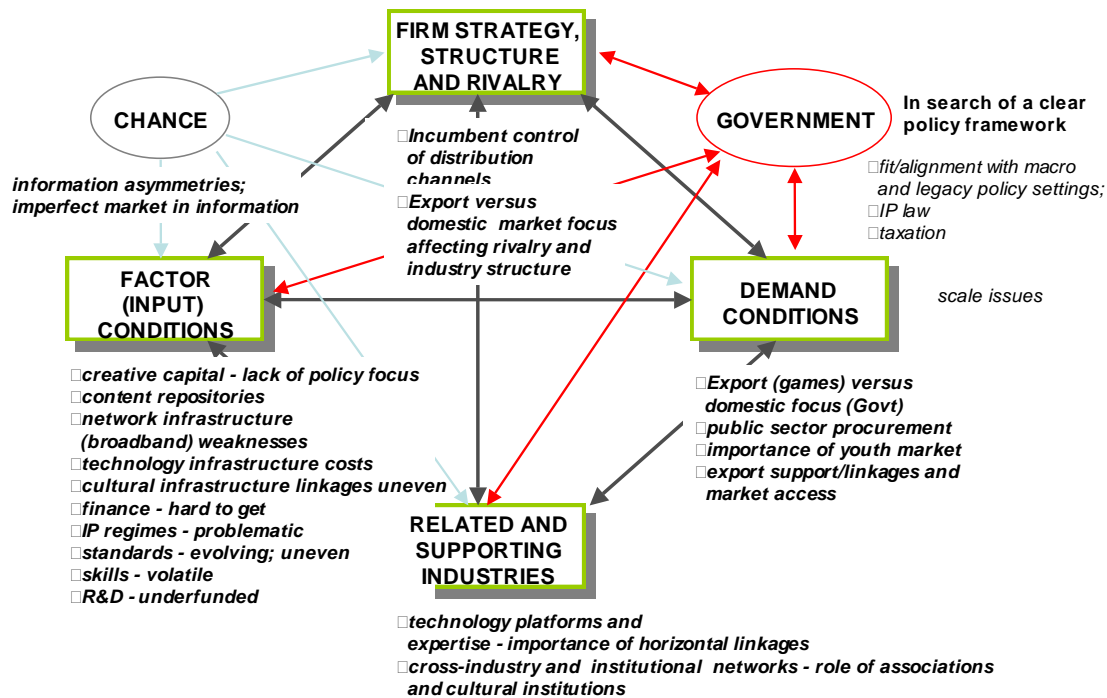 FIRM STRATEGY,
STRUCTURE
AND RIVALRY
CHANCE
GOVERNMENT
In search of a clear
policy framework
□Incumbent control
of distribution
channels
□Export versus
domestic market focus
affecting rivalry and
industry structure
□fit/alignment with macro
and legacy policy settings;
□IP law
□taxation
information asymmetries;
imperfect market in information
FACTOR
(INPUT)
CONDITIONS
DEMAND
CONDITIONS
scale issues
□creative capital - lack of policy focus
□content repositories
□network infrastructure
(broadband) weaknesses
□technology infrastructure costs
□cultural infrastructure linkages uneven
□finance - hard to get
□IP regimes - problematic
□standards - evolving; uneven
□skills - volatile
□R&D - underfunded
□Export (games) versus
domestic focus (Govt)
□public sector procurement
□importance of youth market
□export support/linkages and
market access
RELATED AND
SUPPORTING
INDUSTRIES
□technology platforms and
expertise - importance of horizontal linkages
□cross-industry and institutional networks - role of associations
and cultural institutions